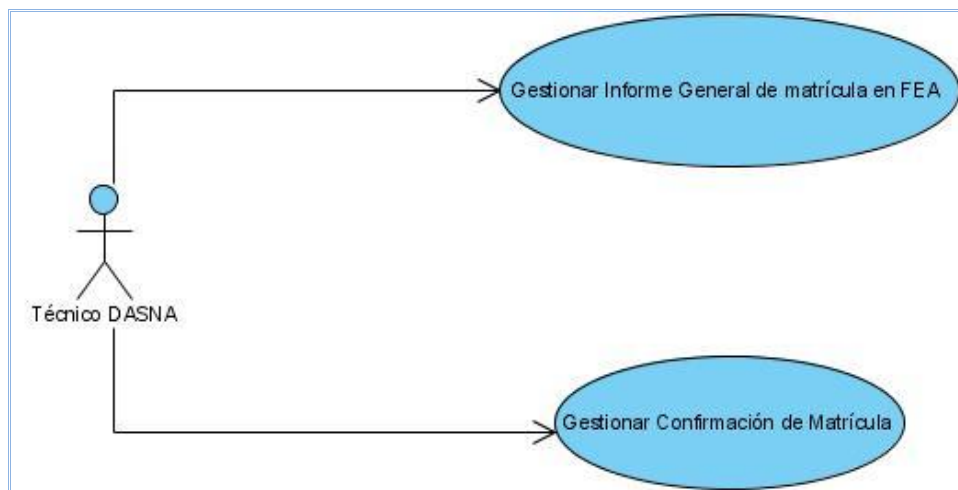 Gestionar Informe General de matrícula en FEA
Técnico DASNA
Gestionar Confirmación de Matrícula